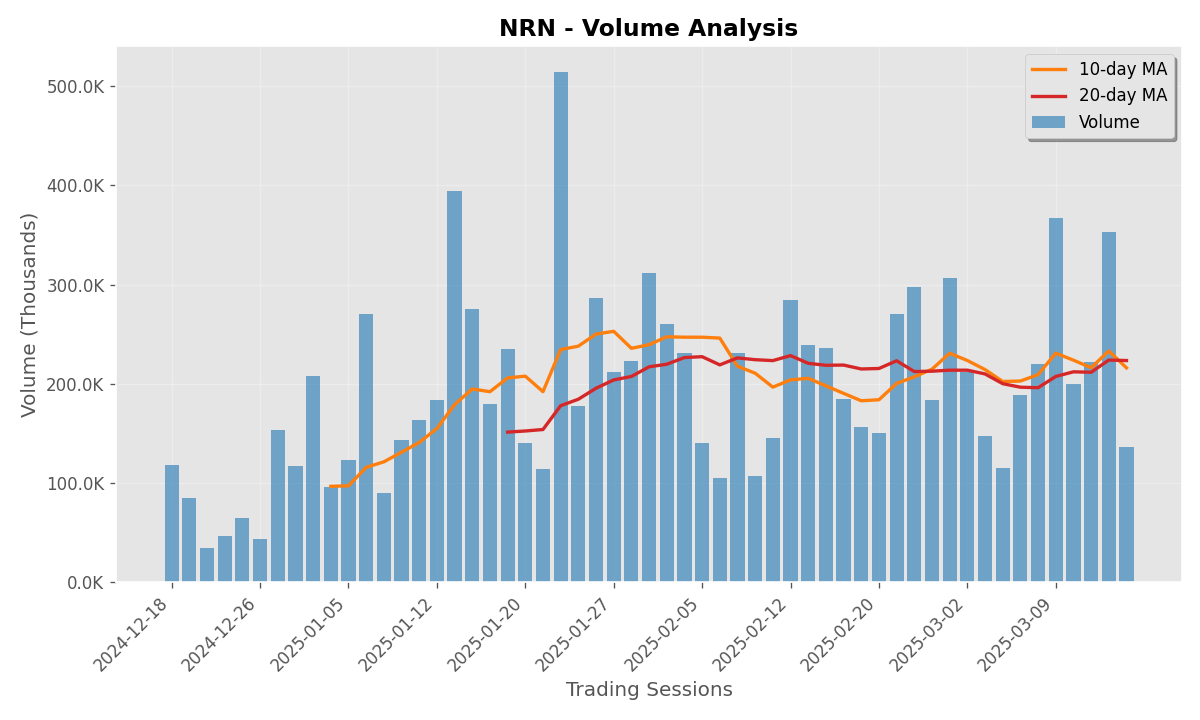 NRN - Volume Analysis
10-day MA
20-day MA
Volume
500.0K
400.0K
300.0K
200.0K
100.0K
0.0K
Volume (Thousands)
2024-12-18
2024-12-26
2025-01-05
2025-01-12
2025-01-20
2025-01-27
2025-02-05
2025-02-12
2025-02-20
2025-03-02
2025-03-09
Trading Sessions